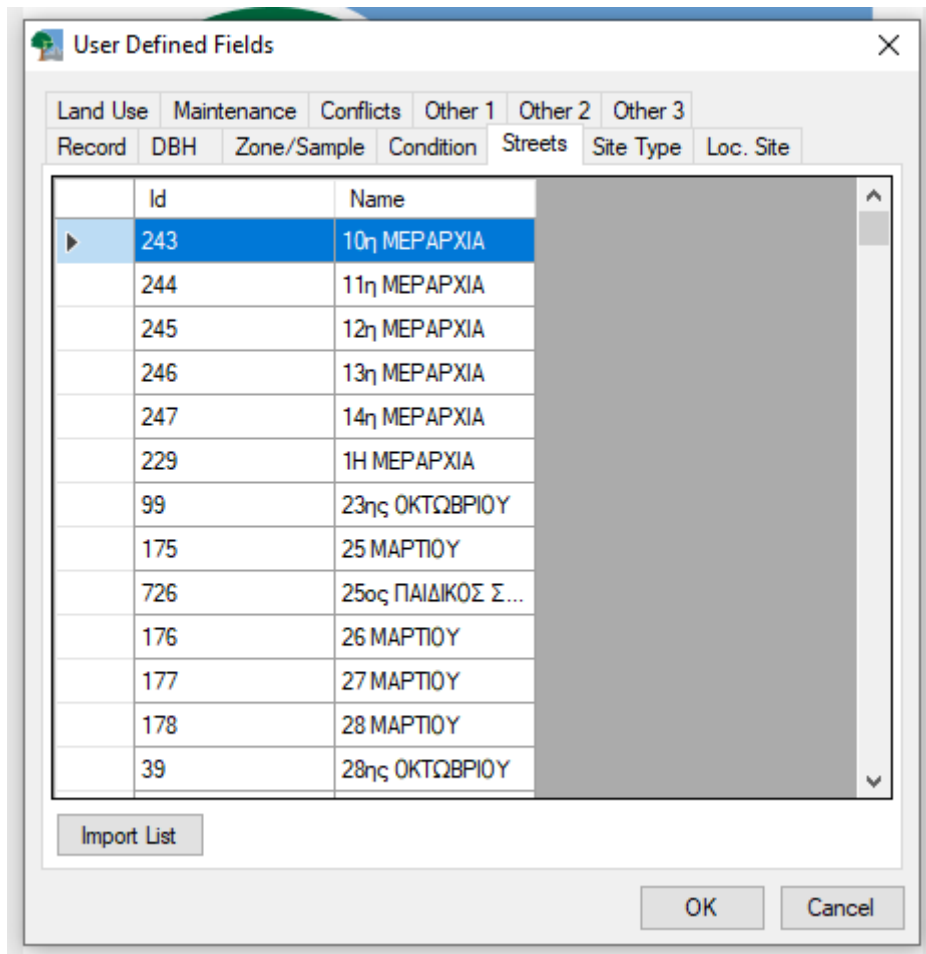 User Defined Fields
Land Use Maintenance Conflicts Other 1 Other 2 Other 3
Record DBH Zone/Sample Condition Streets Site Type Loc. Site
Id Name
243 10η ΜΕΡΑΡΧΙΑ
244 11η ΜΕΡΑΡΧΙΑ
245 12η ΜΕΡΑΡΧΙΑ
246 13η ΜΕΡΑΡΧΙΑ
247 14η ΜΕΡΑΡΧΙΑ
229 1Η ΜΕΡΑΡΧΙΑ
99 23ης ΟΚΤΩΒΡΙΟΥ
175 25 ΜΑΡΤΙΟΥ
726 25ος ΠΑΙΔΙΚΟΣ Σ...
176 26 ΜΑΡΤΙΟΥ
177 27 ΜΑΡΤΙΟΥ
178 28 ΜΑΡΤΙΟΥ
39 28ης ΟΚΤΩΒΡΙΟΥ
Import List
OK Cancel